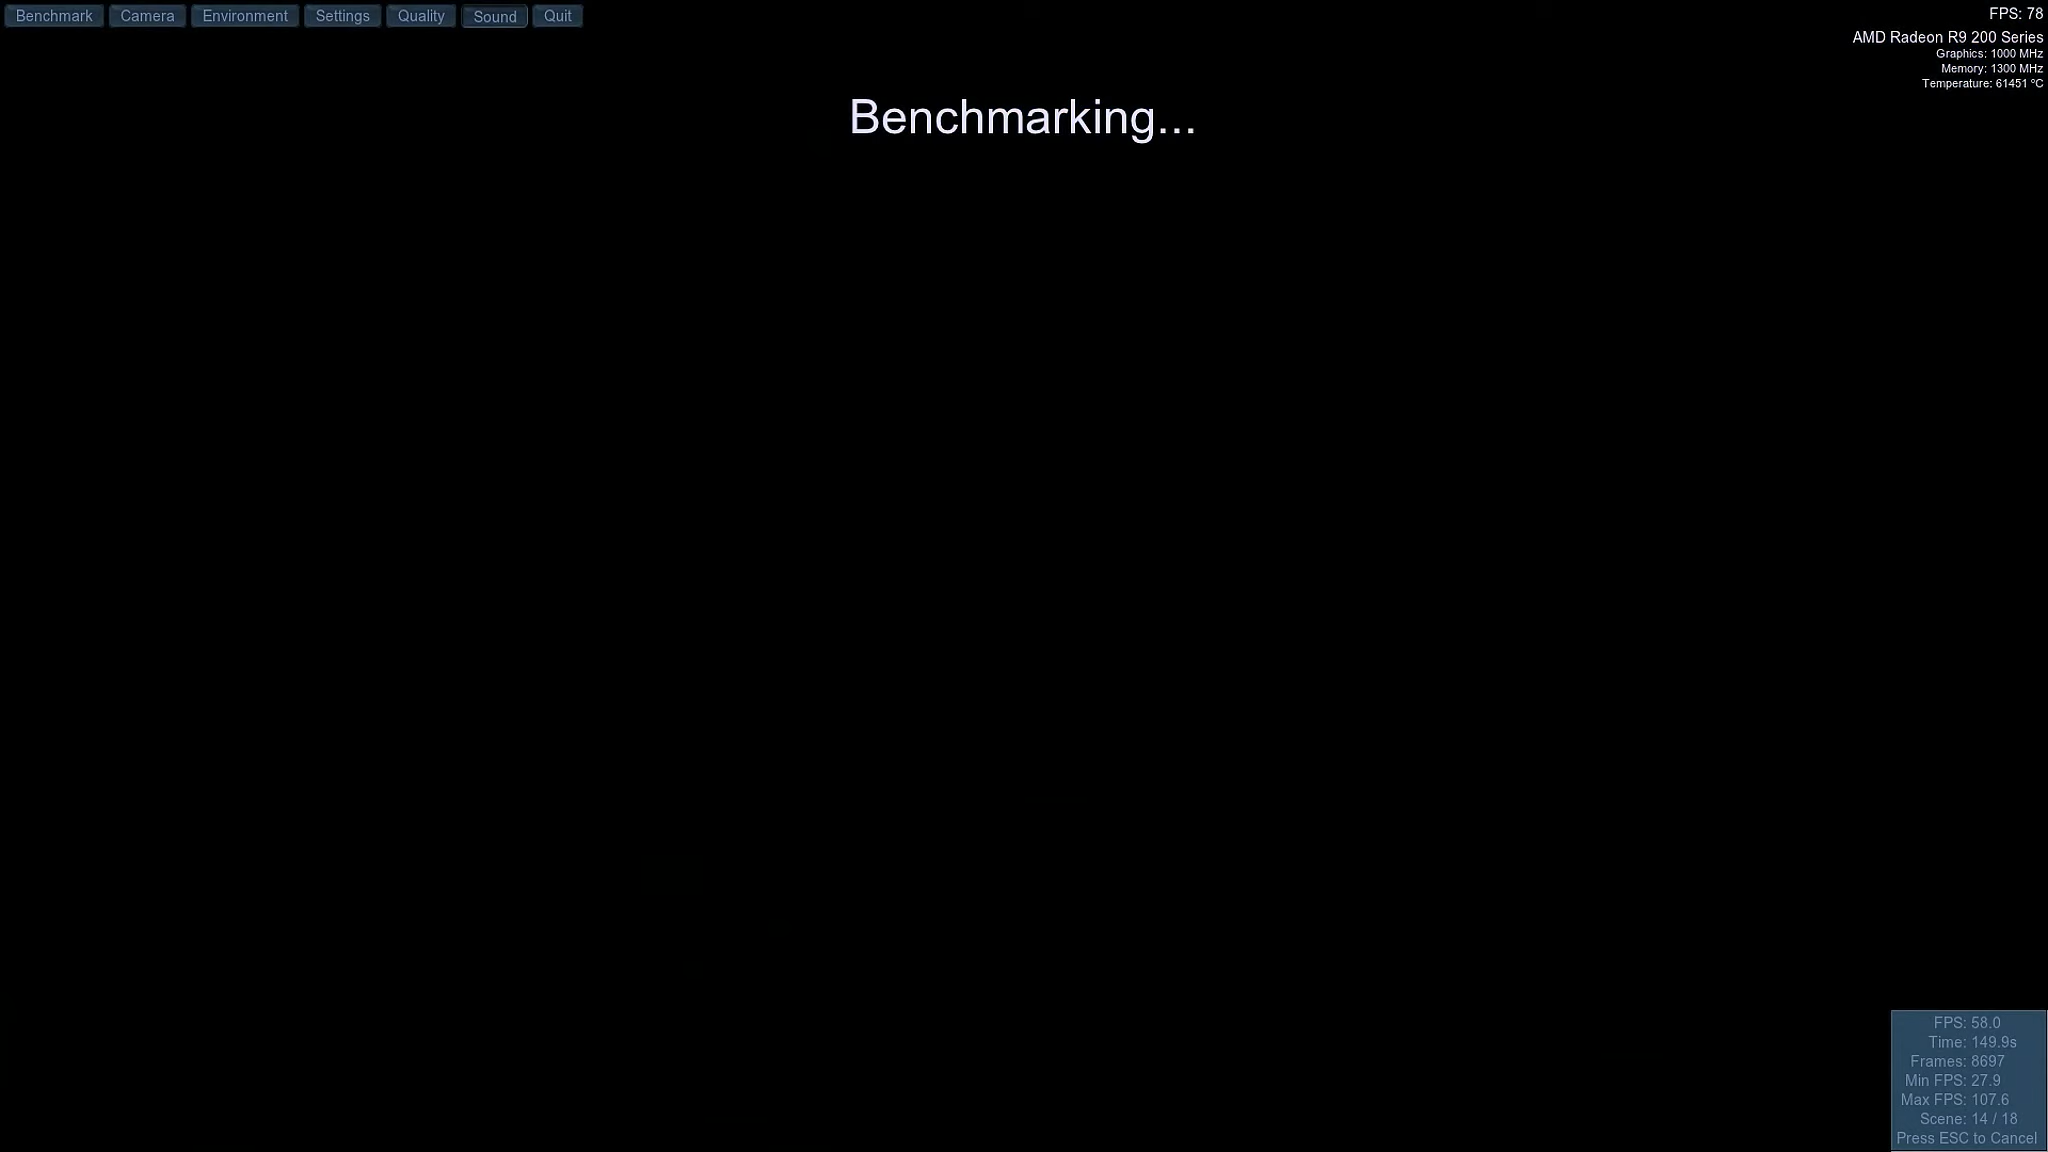 Benchmark Camera Environment Settings Quality Sound Quit
FPS: 78
AMD Radeon R9 200 Series
Graphics: 1000 MHz
Memory: 1300 MHz
Temperature: 61451 °C
Benchmarking...
FPS: 58.0
Time: 149.9s
Frames: 8697
Min FPS: 27.9
Max FPS: 107.6
Scene: 14 / 18
Press ESC to Cancel